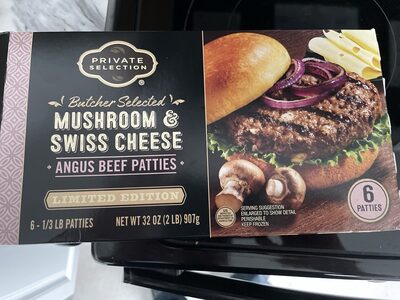 PRIVATE
SELECTION
®
Butcher Selected
MUSHROOM &
SWISS CHEESE
ANGUS BEEF PATTIES
LIMITED EDITION
6 - 1/3 LB PATTIES
NET WT 32 OZ (2 LB) 907g
SERVING SUGGESTION
ENLARGED TO SHOW DETAIL
PERISHABLE
KEEP FROZEN
6
PATTIES